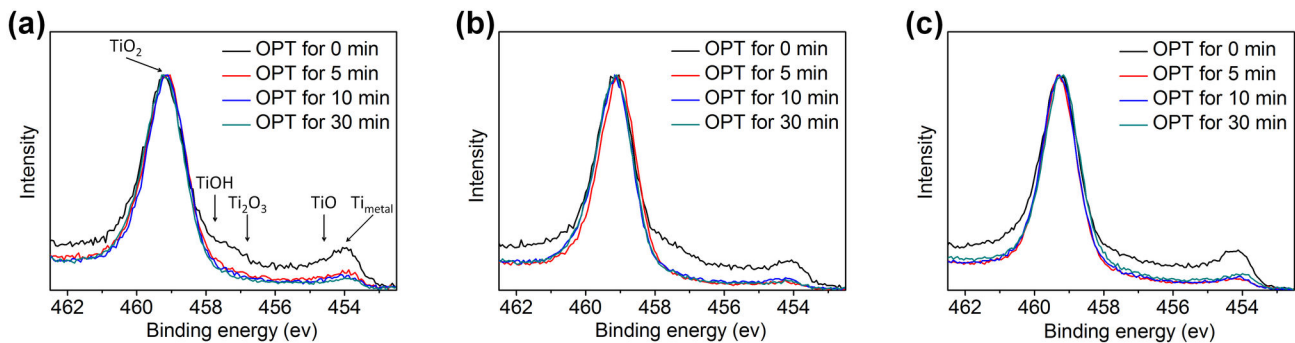 (a)
TiO₂
OPT for 0 min
OPT for 5 min
OPT for 10 min
OPT for 30 min
TiOH
Ti₂O₃
TiO
Ti metal
Intensity
462
460
458
456
454
Binding energy (ev)
(b)
OPT for 0 min
OPT for 5 min
OPT for 10 min
OPT for 30 min
Intensity
462
460
458
456
454
Binding energy (ev)
(c)
OPT for 0 min
OPT for 5 min
OPT for 10 min
OPT for 30 min
Intensity
462
460
458
456
454
Binding energy (ev)